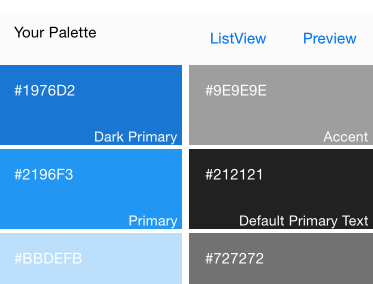 Your Palette
ListView Preview
#1976D2
Dark Primary
#9E9E9E
Accent
#2196F3
Primary
#212121
Default Primary Text
#BBDEFB
#727272